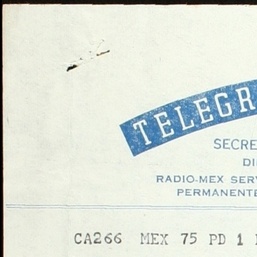 TELEGR
SECRE
DI
RADIO-MEX SERV
PERMANENTE
CA266 MEX 75 PD 1